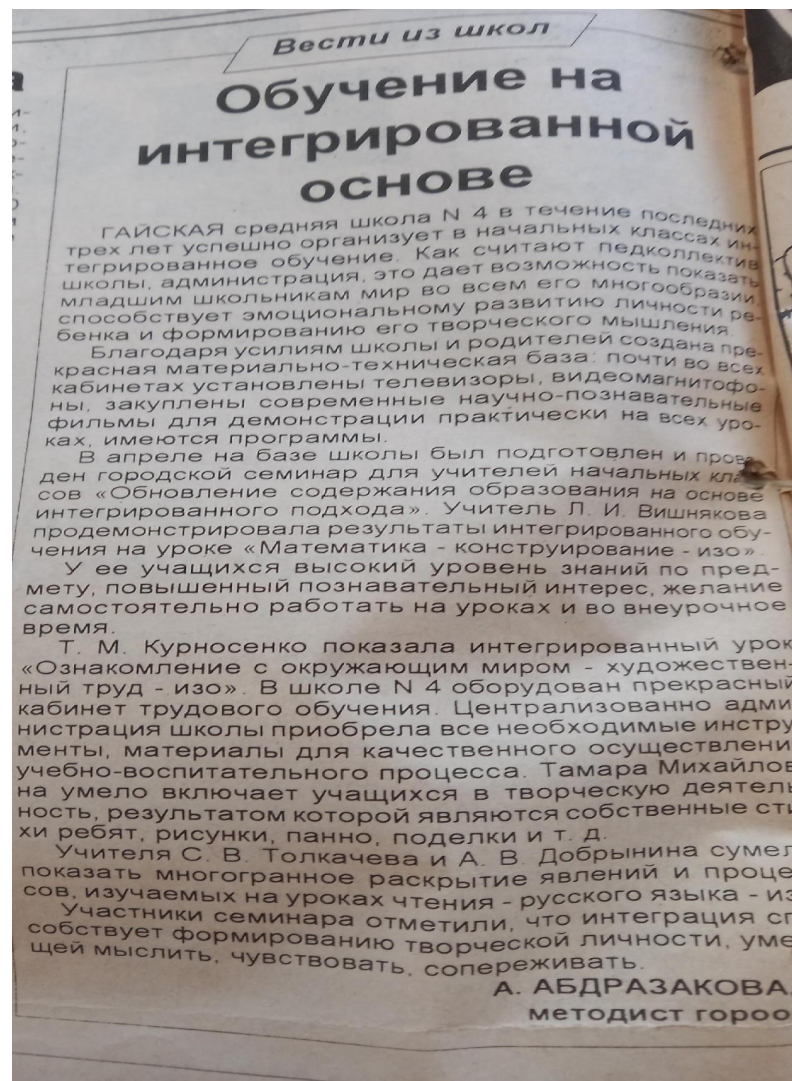 Вести из школ
Обучение на
интегрированной
основе
ГАЙСКАЯ средняя школа N 4 в течение последних
трех лет успешно организует в начальных классах ин-
тегрированное обучение. Как считают педколлектив
школы, администрация, это дает возможность показать
младшим школьникам мир во всем его многообразии,
способствует эмоциональному развитию личности ре-
бенка и формированию его творческого мышления.
Благодаря усилиям школы и родителей создана пре-
красная материально-техническая база: почти во всех
кабинетах установлены телевизоры, видеомагнитофо-
ны, закуплены современные научно-познавательные
фильмы для демонстрации практически на всех уро-
ках, имеются программы.
В апреле на базе школы был подготовлен и прове-
ден городской семинар для учителей начальных клас-
сов «Обновление содержания образования на основе
интегрированного подхода». Учитель Л. И. Вишнякова
продемонстрировала результаты интегрированного обу-
чения на уроке «Математика - конструирование - изо».
У ее учащихся высокий уровень знаний по пред-
мету, повышенный познавательный интерес, желание
самостоятельно работать на уроках и во внеурочное
время.
Т. М. Курносенко показала интегрированный урок
«Ознакомление с окружающим миром - художествен-
ный труд - изо». В школе N 4 оборудован прекрасный
кабинет трудового обучения. Централизованно адми-
нистрация школы приобрела все необходимые инстру
менты, материалы для качественного осуществлени
учебно-воспитательного процесса. Тамара Михайлов
на умело включает учащихся в творческую деятель
ность, результатом которой являются собственные сти
хи ребят, рисунки, панно, поделки и т. д.
Учителя С. В. Толкачева и А. В. Добрынина сумел
показать многогранное раскрытие явлений и проце
сов, изучаемых на уроках чтения - русского языка - из
Участники семинара отметили, что интеграция сп
собствует формированию творческой личности, уме
щей мыслить, чувствовать, сопереживать.
А. АБДРАЗАКОВА,
методист гороо